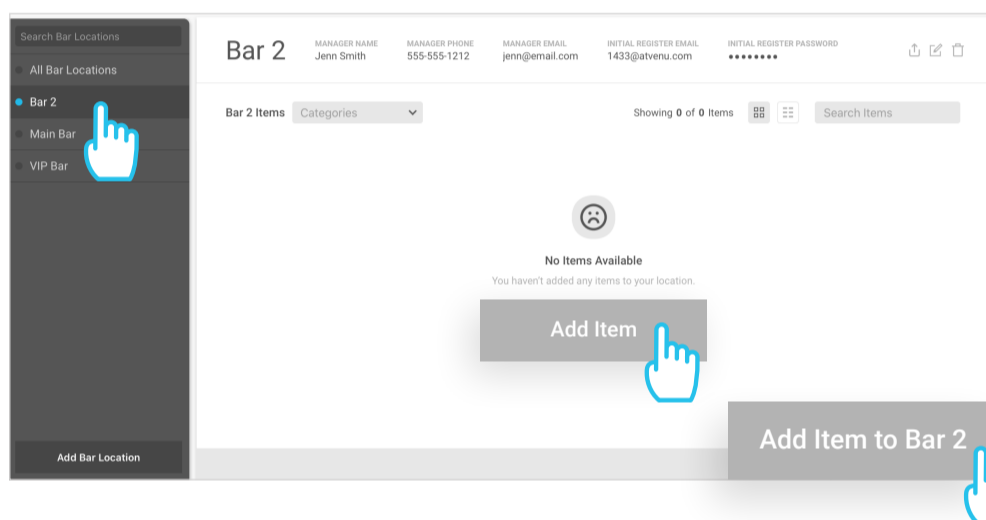 Search Bar Locations
All Bar Locations
Bar 2
Main Bar
VIP Bar
Add Bar Location
Bar 2
MANAGER NAME
Jenn Smith
MANAGER PHONE
555-555-1212
MANAGER EMAIL
jenn@email.com
INITIAL REGISTER EMAIL
1433@atvenu.com
INITIAL REGISTER PASSWORD
••••••••
Bar 2 Items
Categories
Showing 0 of 0 Items
Search Items
No Items Available
You haven't added any items to your location.
Add Item
Add Item to Bar 2